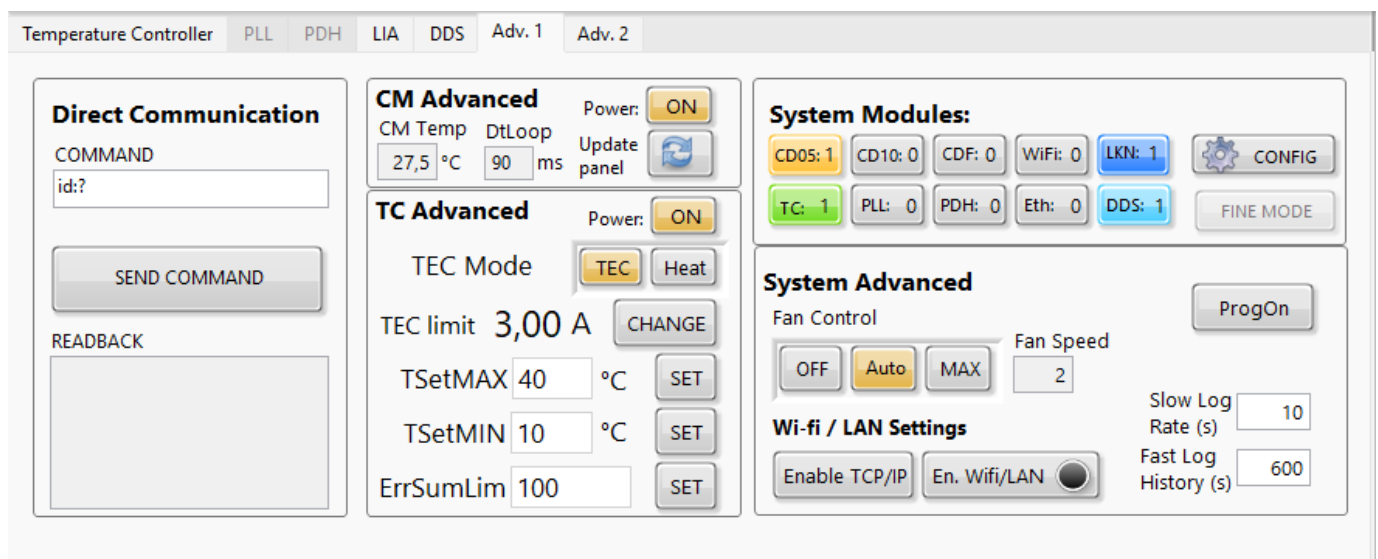 Temperature Controller PLL PDH LIA DDS Adv. 1 Adv. 2
Direct Communication
COMMAND
id:?
SEND COMMAND
READBACK
CM Advanced
Power: ON
CM Temp DtLoop
27,5 °C 90 ms
Update
panel
TC Advanced
Power: ON
TEC Mode TEC Heat
TEC limit 3,00 A CHANGE
TSetMAX 40 °C SET
TSetMIN 10 °C SET
ErrSumLim 100 SET
System Modules:
CD05: 1 CD10: 0 CDF: 0 WiFi: 0 LKN: 1 CONFIG
TC: 1 PLL: 0 PDH: 0 Eth: 0 DDS: 1 FINE MODE
System Advanced
ProgOn
Fan Control
OFF Auto MAX
Fan Speed
2
Wi-fi / LAN Settings
Enable TCP/IP En. Wifi/LAN
Slow Log
Rate (s) 10
Fast Log
History (s) 600